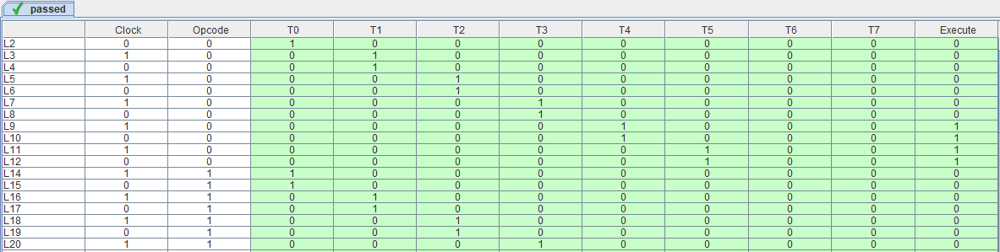 passed
Clock Opcode T0 T1 T2 T3 T4 T5 T6 T7 Execute
L2 0 0 1 0 0 0 0 0 0 0 0
L3 1 0 0 1 0 0 0 0 0 0 0
L4 0 0 0 1 0 0 0 0 0 0 0
L5 1 0 0 0 1 0 0 0 0 0 0
L6 0 0 0 0 1 0 0 0 0 0 0
L7 1 0 0 0 0 1 0 0 0 0 0
L8 0 0 0 0 0 1 0 0 0 0 0
L9 1 0 0 0 0 0 1 0 0 0 1
L10 0 0 0 0 0 0 1 0 0 0 1
L11 1 0 0 0 0 0 0 1 0 0 1
L12 0 0 0 0 0 0 0 1 0 0 1
L14 1 1 1 0 0 0 0 0 0 0 0
L15 0 1 1 0 0 0 0 0 0 0 0
L16 1 1 0 1 0 0 0 0 0 0 0
L17 0 1 0 1 0 0 0 0 0 0 0
L18 1 1 0 0 1 0 0 0 0 0 0
L19 0 1 0 0 1 0 0 0 0 0 0
L20 1 1 0 0 0 1 0 0 0 0 0